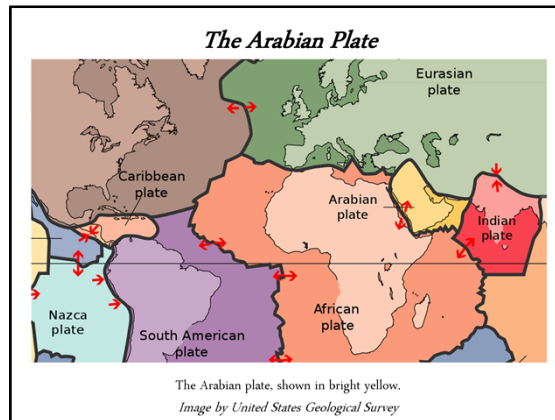 The Arabian Plate
Eurasian
plate
Caribbean
plate
Arabian
plate
Indian
plate
Nazca
plate
South American
plate
African
plate
The Arabian plate, shown in bright yellow.
Image by United States Geological Survey